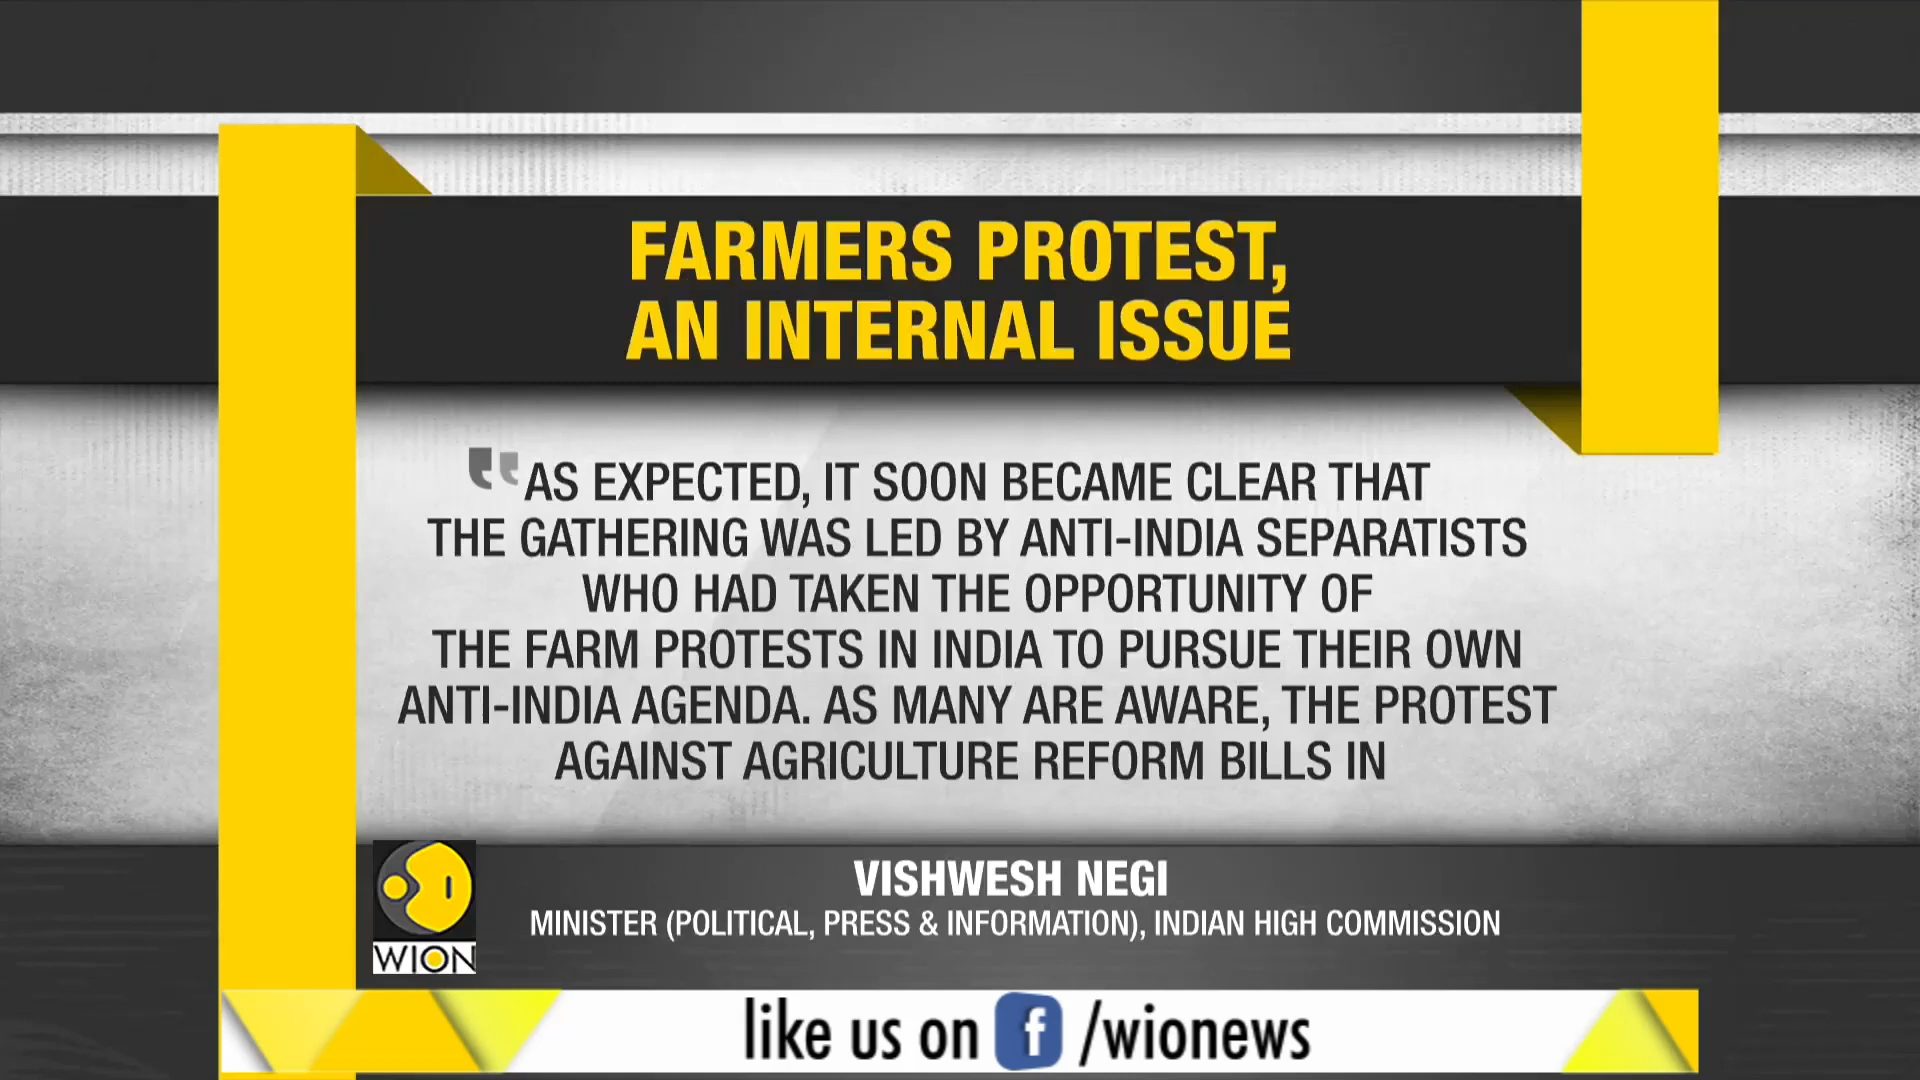 FARMERS PROTEST,
AN INTERNAL ISSUE
AS EXPECTED, IT SOON BECAME CLEAR THAT
THE GATHERING WAS LED BY ANTI-INDIA SEPARATISTS
WHO HAD TAKEN THE OPPORTUNITY OF
THE FARM PROTESTS IN INDIA TO PURSUE THEIR OWN
ANTI-INDIA AGENDA. AS MANY ARE AWARE, THE PROTEST
AGAINST AGRICULTURE REFORM BILLS IN
VISHWESH NEGI
MINISTER (POLITICAL, PRESS & INFORMATION), INDIAN HIGH COMMISSION
WION
like us on f /wionews